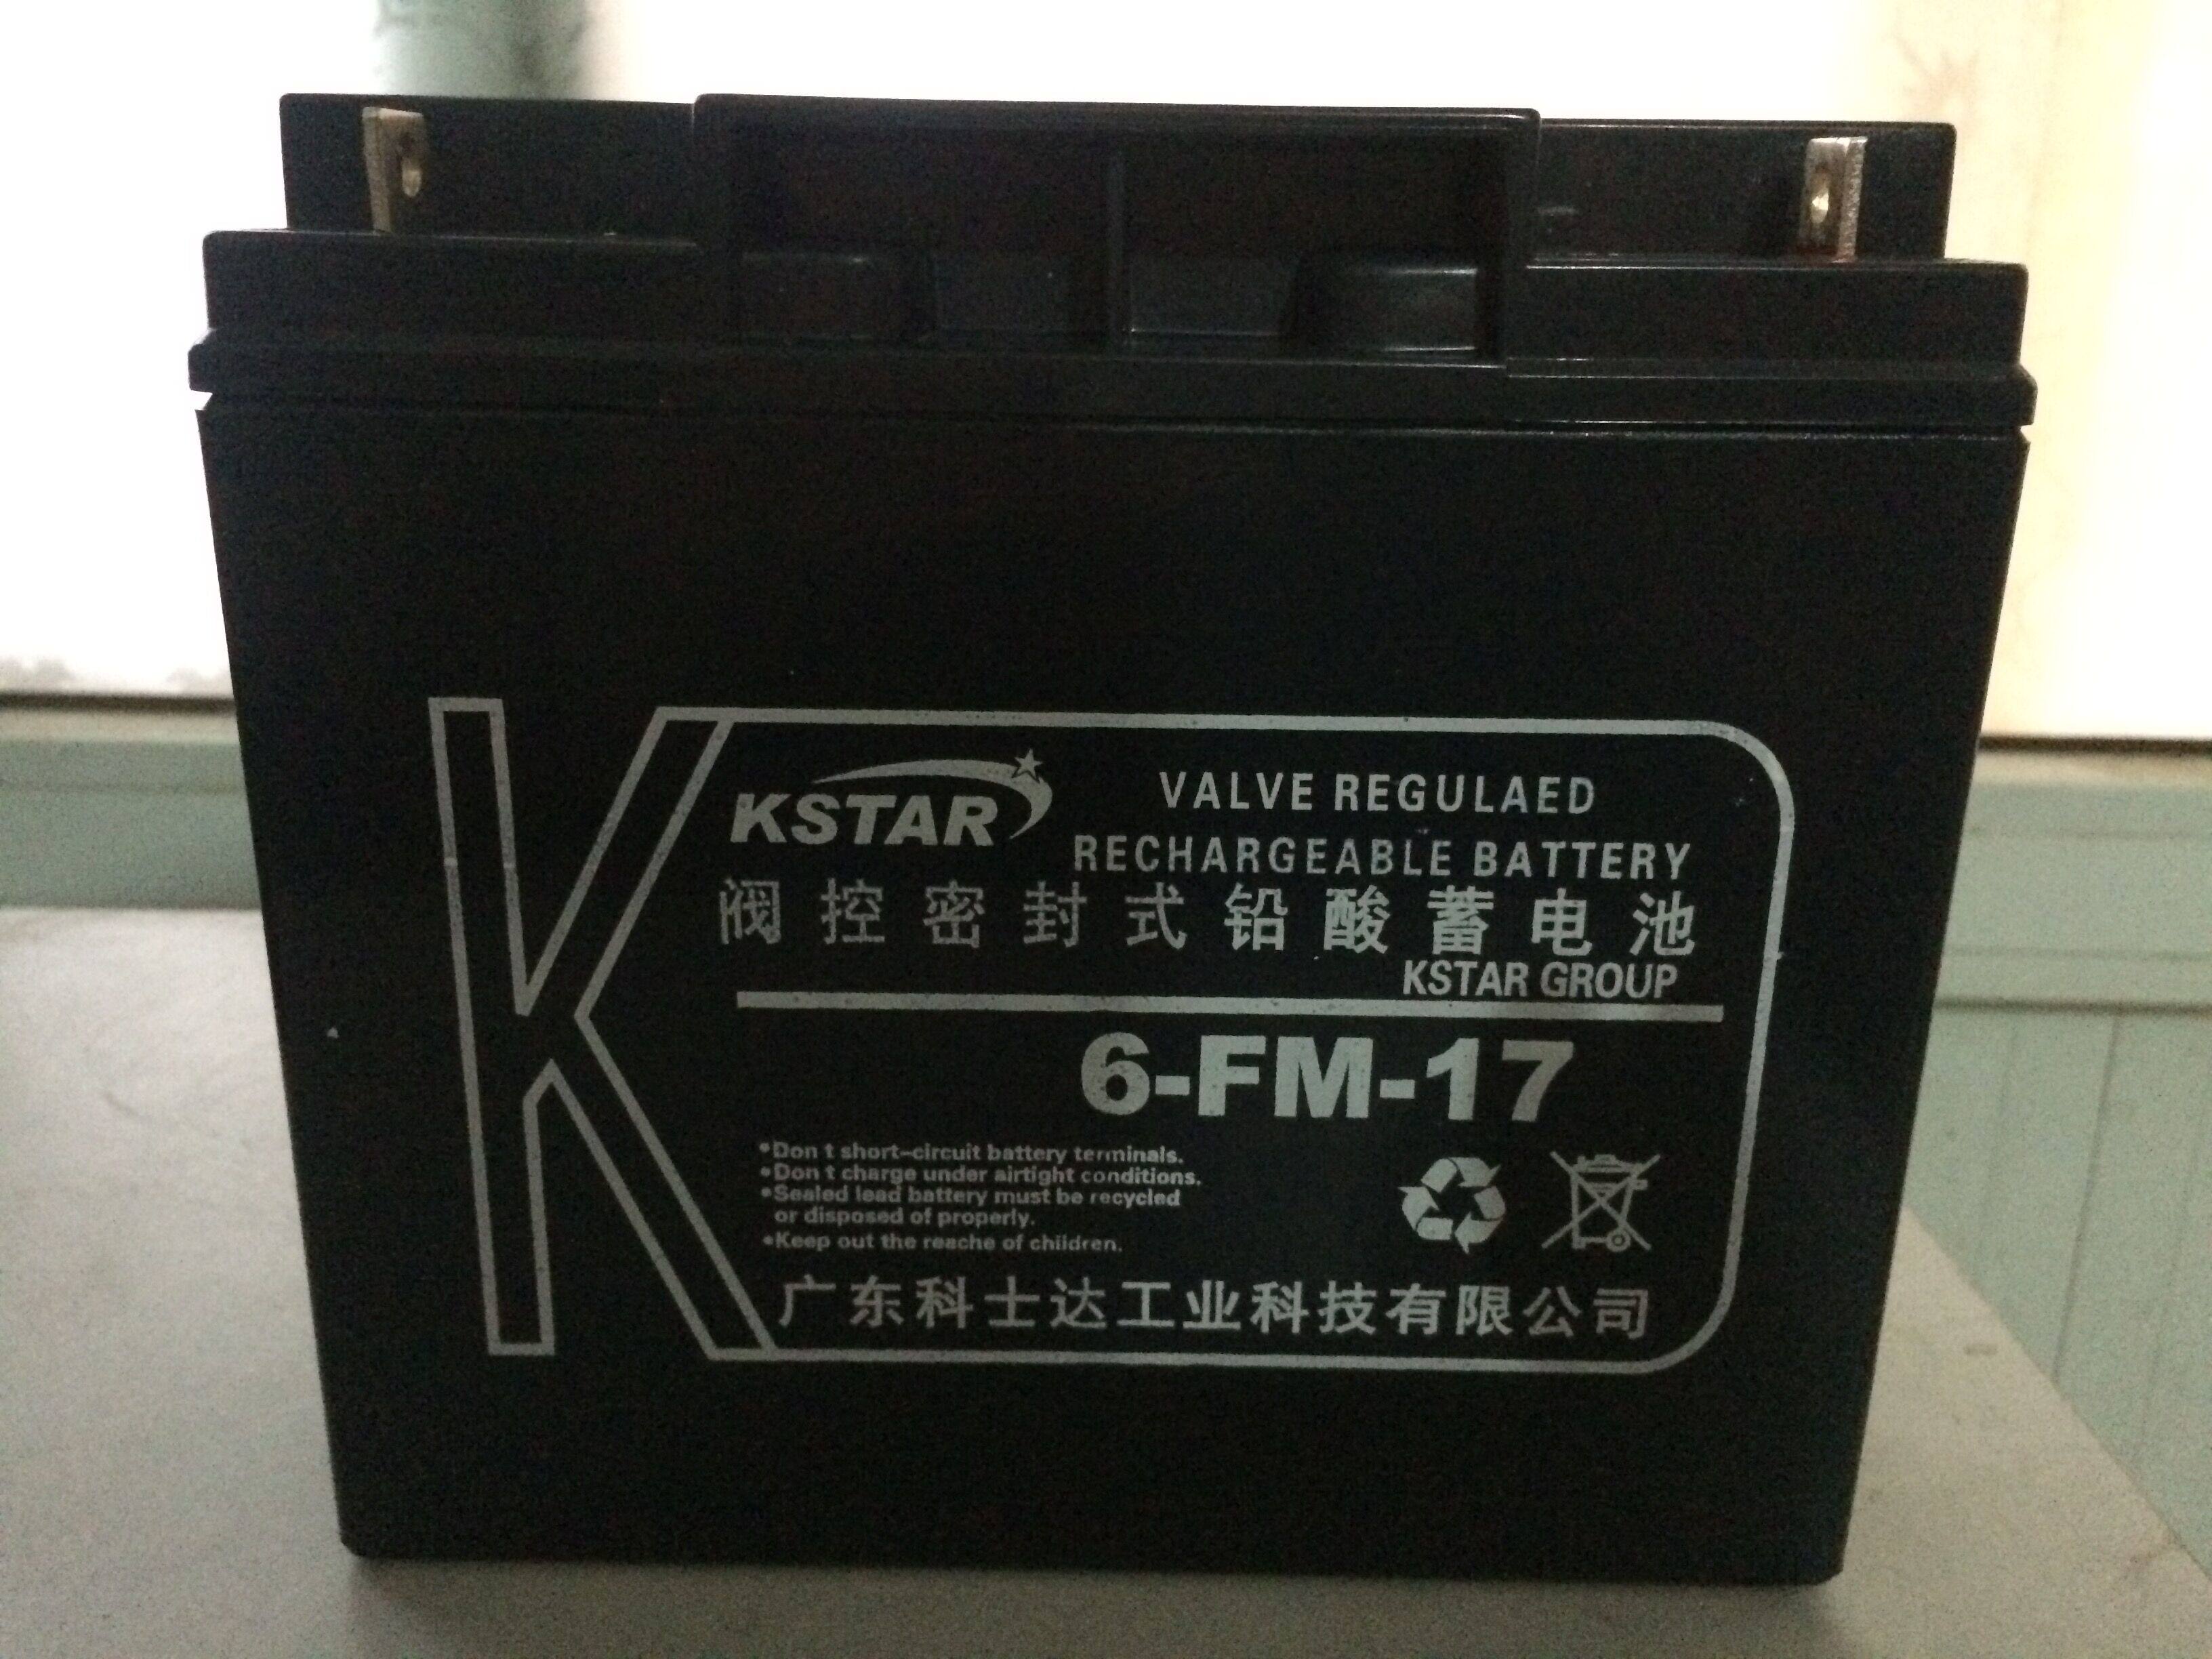 KSTAR
VALVE REGULAED
RECHARGEABLE BATTERY
阀控密封式铅酸蓄电池
KSTAR GROUP
6-FM-17
•Don t short-circuit battery terminals.
•Don t charge under airtight conditions.
•Sealed lead battery must be recycled
or disposed of properly.
•Keep out the reache of children.
广东科士达工业科技有限公司